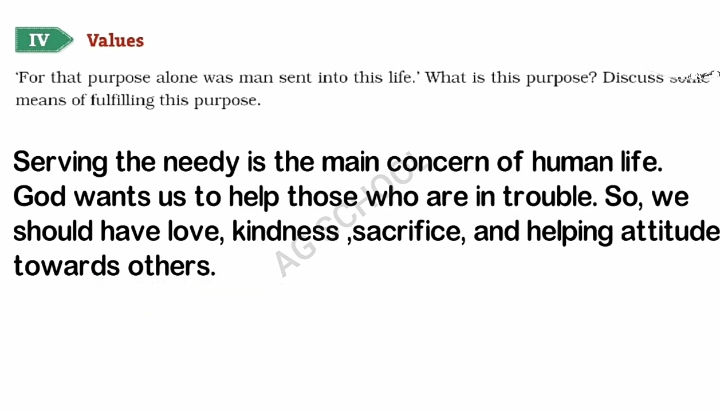 IV Values
'For that purpose alone was man sent into this life.' What is this purpose? Discuss some
means of fulfilling this purpose.
Serving the needy is the main concern of human life.
God wants us to help those who are in trouble. So, we
should have love, kindness ,sacrifice, and helping attitude
towards others.